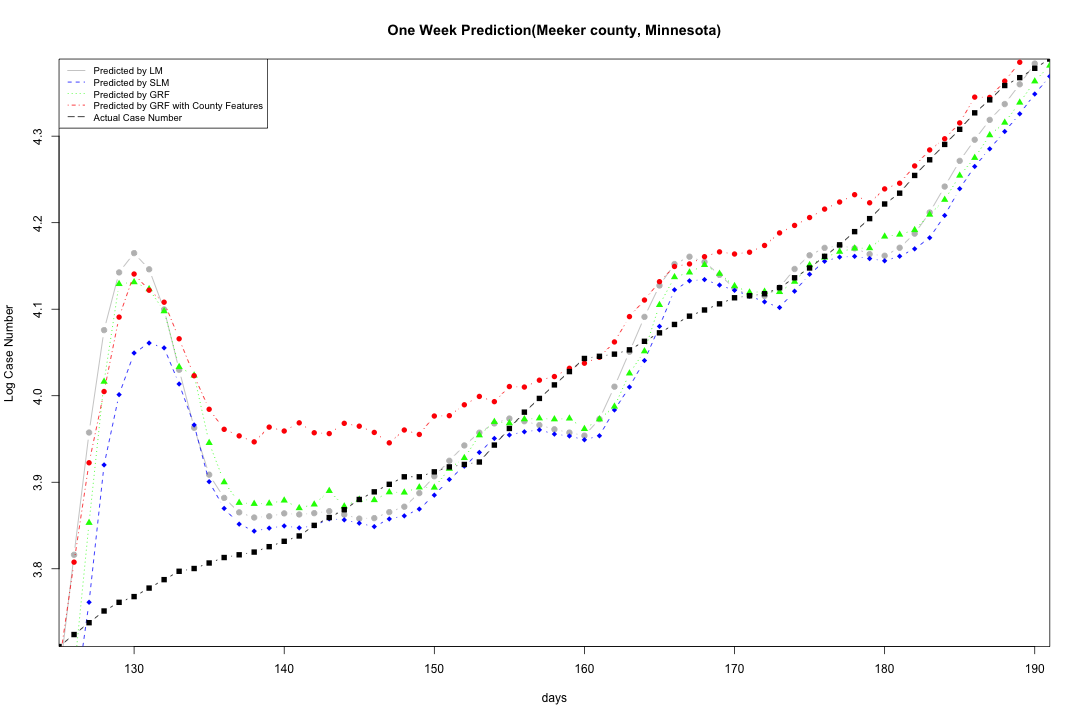 One Week Prediction(Meeker county, Minnesota)
Predicted by LM
Predicted by SLM
Predicted by GRF
Predicted by GRF with County Features
Actual Case Number
Log Case Number
4.3
4.2
4.1
4.0
3.9
3.8
130 140 150 160 170 180 190
days